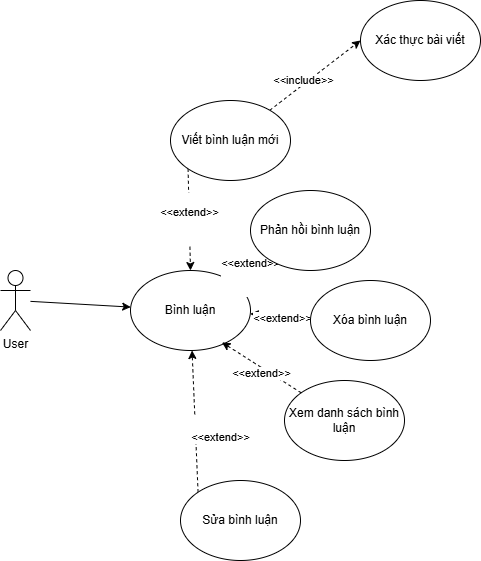 Xác thực bài viết
<<include>>
Viết bình luận mới
<<extend>>
Phản hồi bình luận
<<extend>>
Bình luận
<<extend>>
Xóa bình luận
User
<<extend>>
Xem danh sách bình
luận
<<extend>>
Sửa bình luận